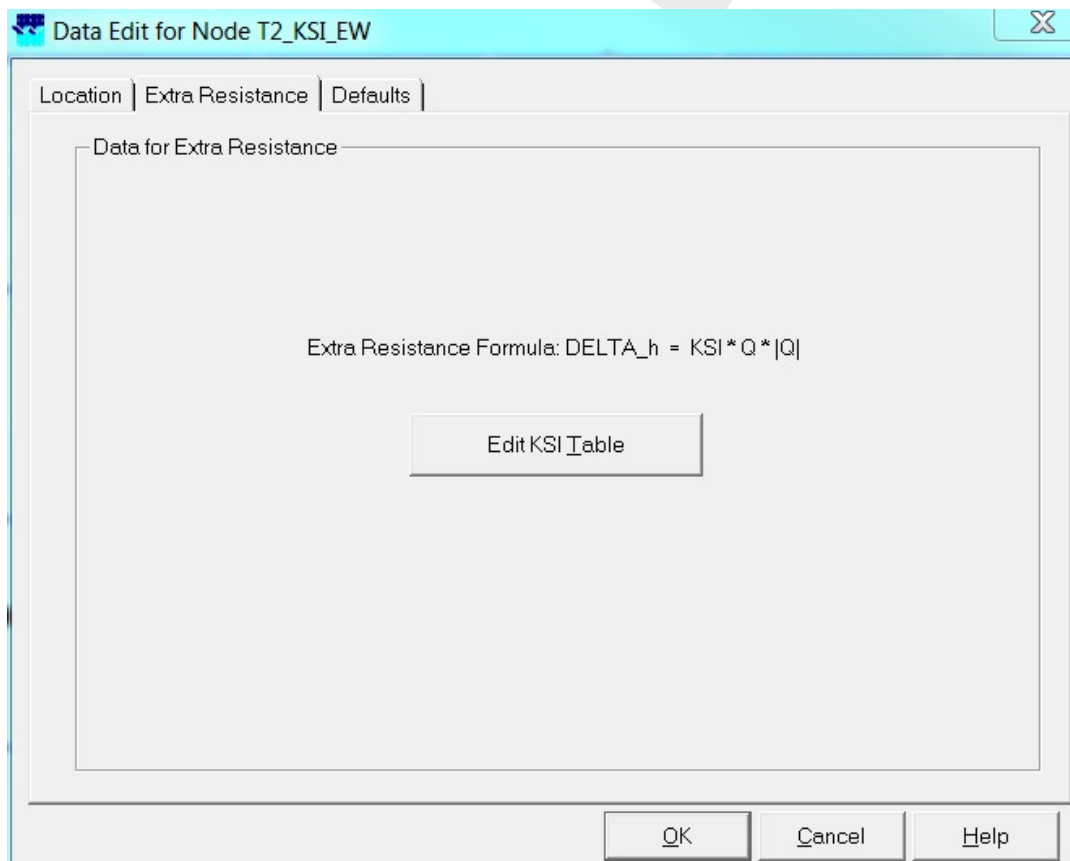 Data Edit for Node T2_KSI_EW
Location Extra Resistance Defaults
Data for Extra Resistance
Extra Resistance Formula: DELTA_h = KSI * Q * |Q|
Edit KSI Table
OK Cancel Help